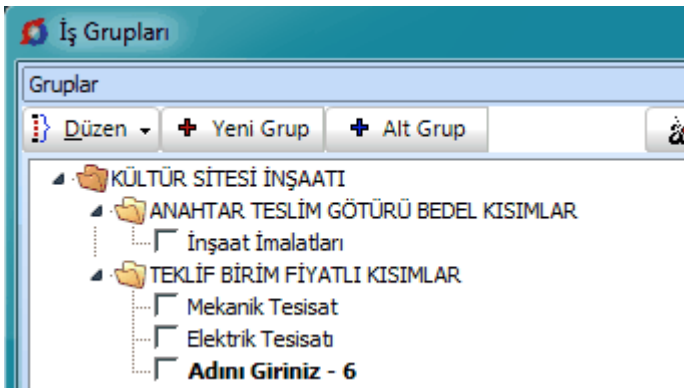 İş Grupları
Gruplar
Düzen Yeni Grup Alt Grup
KÜLTÜR SİTESİ İNŞAATI
ANAHTAR TESLİM GÖTÜRÜ BEDEL KISIMLAR
İnşaat İmalatları
TEKLİF BİRİM FİYATLI KISIMLAR
Mekanik Tesisat
Elektrik Tesisatı
Adını Giriniz - 6